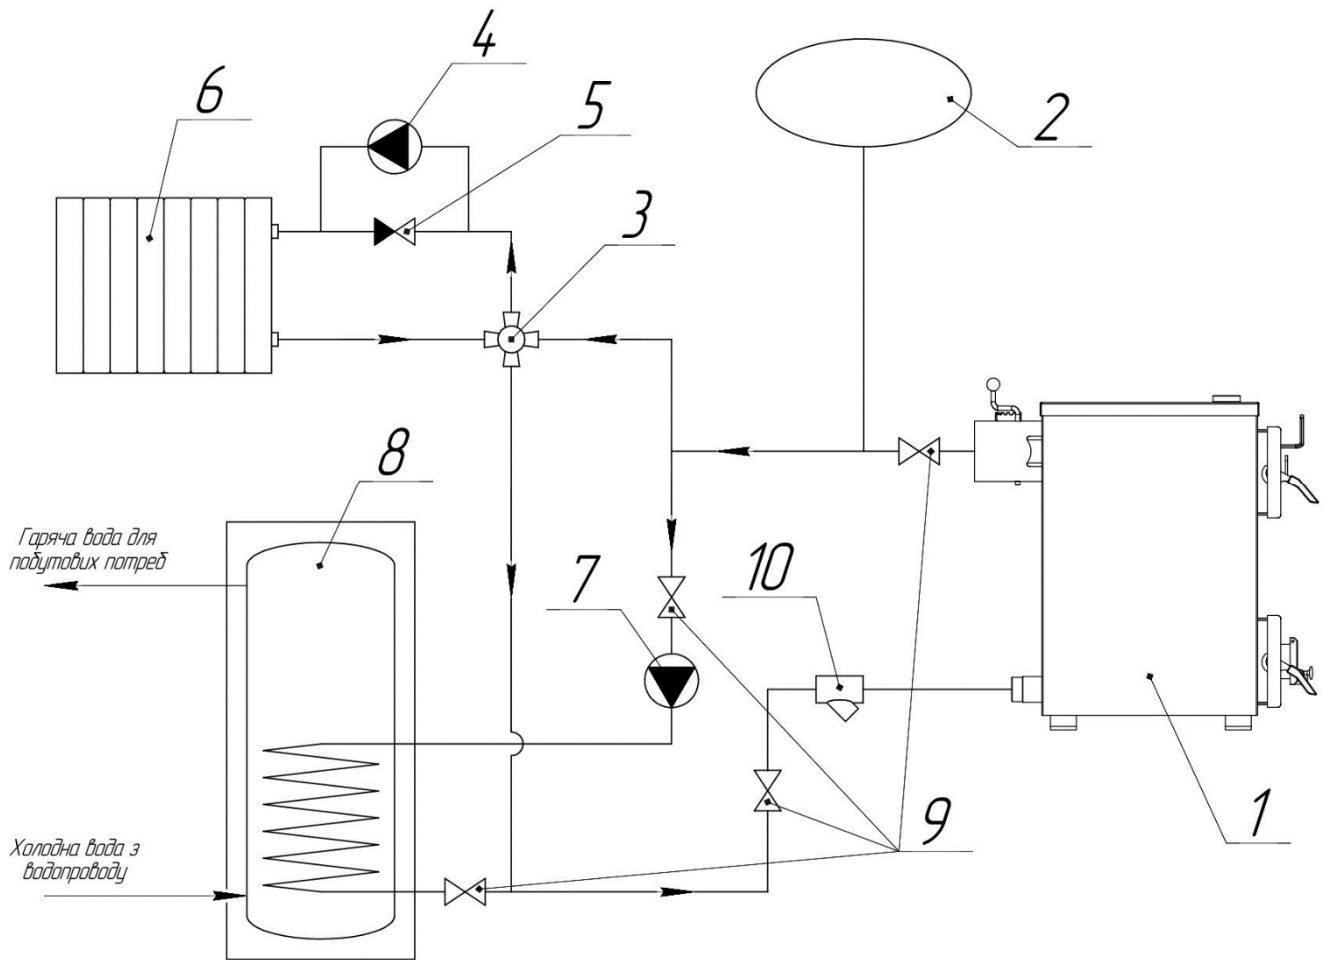 4
6
5
2
3
8
Гаряча вода для
побутових потреб
7
10
9
1
Холодна вода з
водопроводу